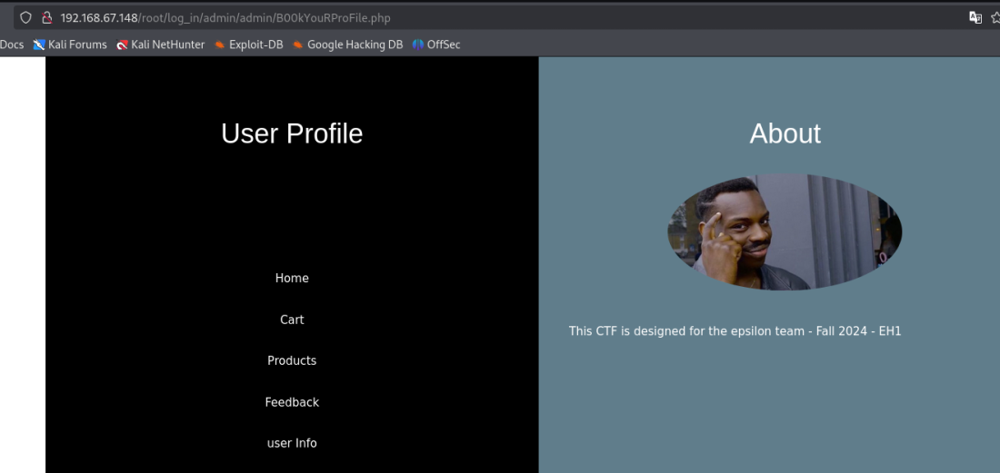 192.168.67.148/root/log_in/admin/admin/B00kYouRProFile.php
Docs Kali Forums Kali NetHunter Exploit-DB Google Hacking DB OffSec
User Profile
Home
Cart
Products
Feedback
user Info
About
This CTF is designed for the epsilon team - Fall 2024 - EH1